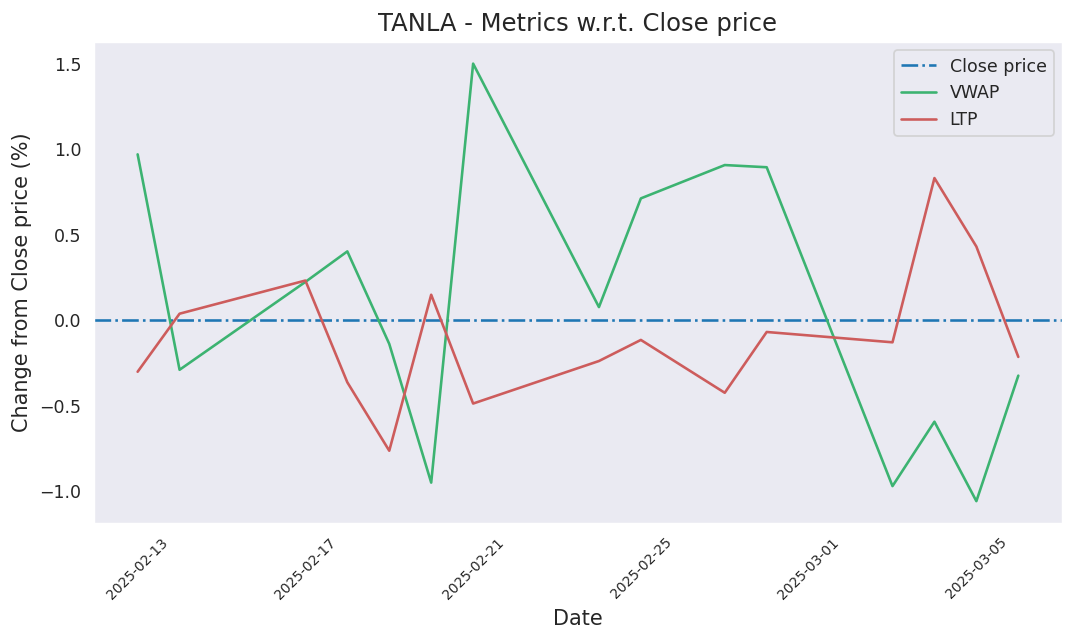 TANLA - Metrics w.r.t. Close price
Close price
VWAP
LTP
Change from Close price (%)
1.5
1.0
0.5
0.0
−0.5
−1.0
2025-02-13
2025-02-17
2025-02-21
2025-02-25
2025-03-01
2025-03-05
Date